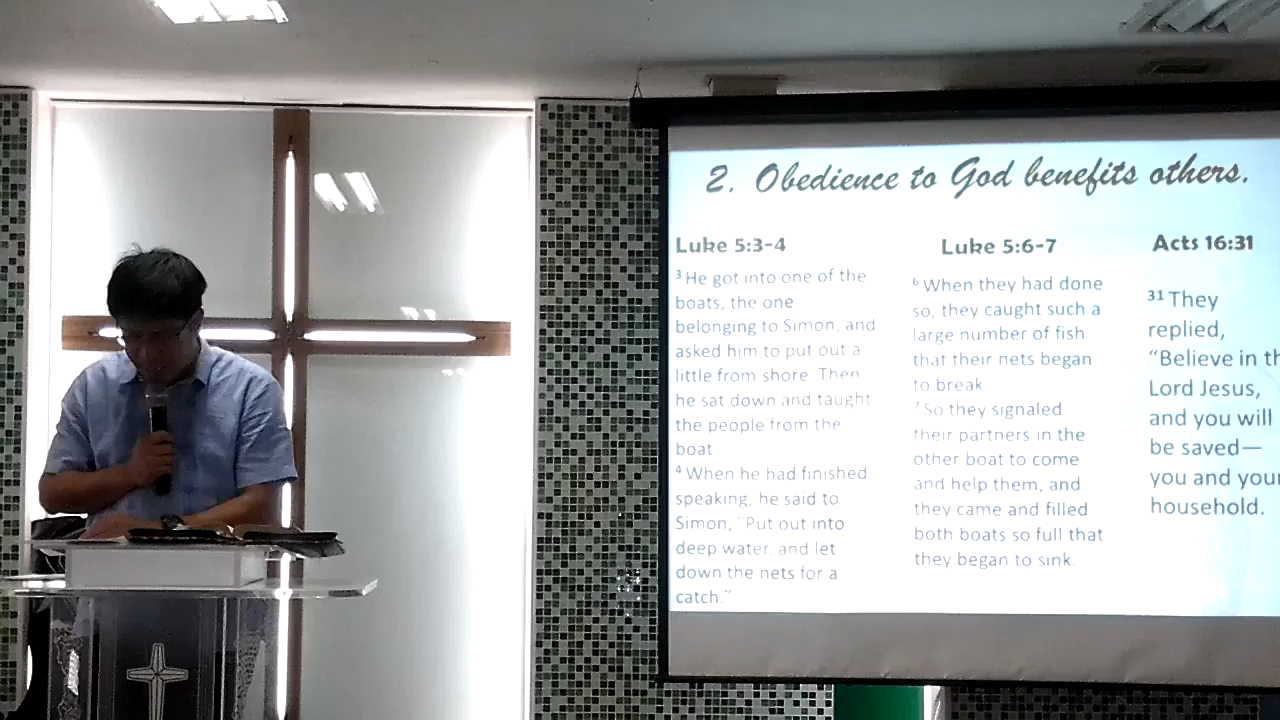 2. Obedience to God benefits others.
Luke 5:3-4
3 He got into one of the
boats, the one
belonging to Simon, and
asked him to put out a
little from shore. Then
he sat down and taught
the people from the
boat
4 When he had finished
speaking, he said to
Simon, "Put out into
deep water, and let
down the nets for a
catch."
Luke 5:6-7
6 When they had done
so, they caught such a
large number of fish
that their nets began
to break
7 So they signaled
their partners in the
other boat to come
and help them, and
they came and filled
both boats so full that
they began to sink.
Acts 16:31
31 They
replied,
"Believe in th
Lord Jesus,
and you will
be saved—
you and your
household.